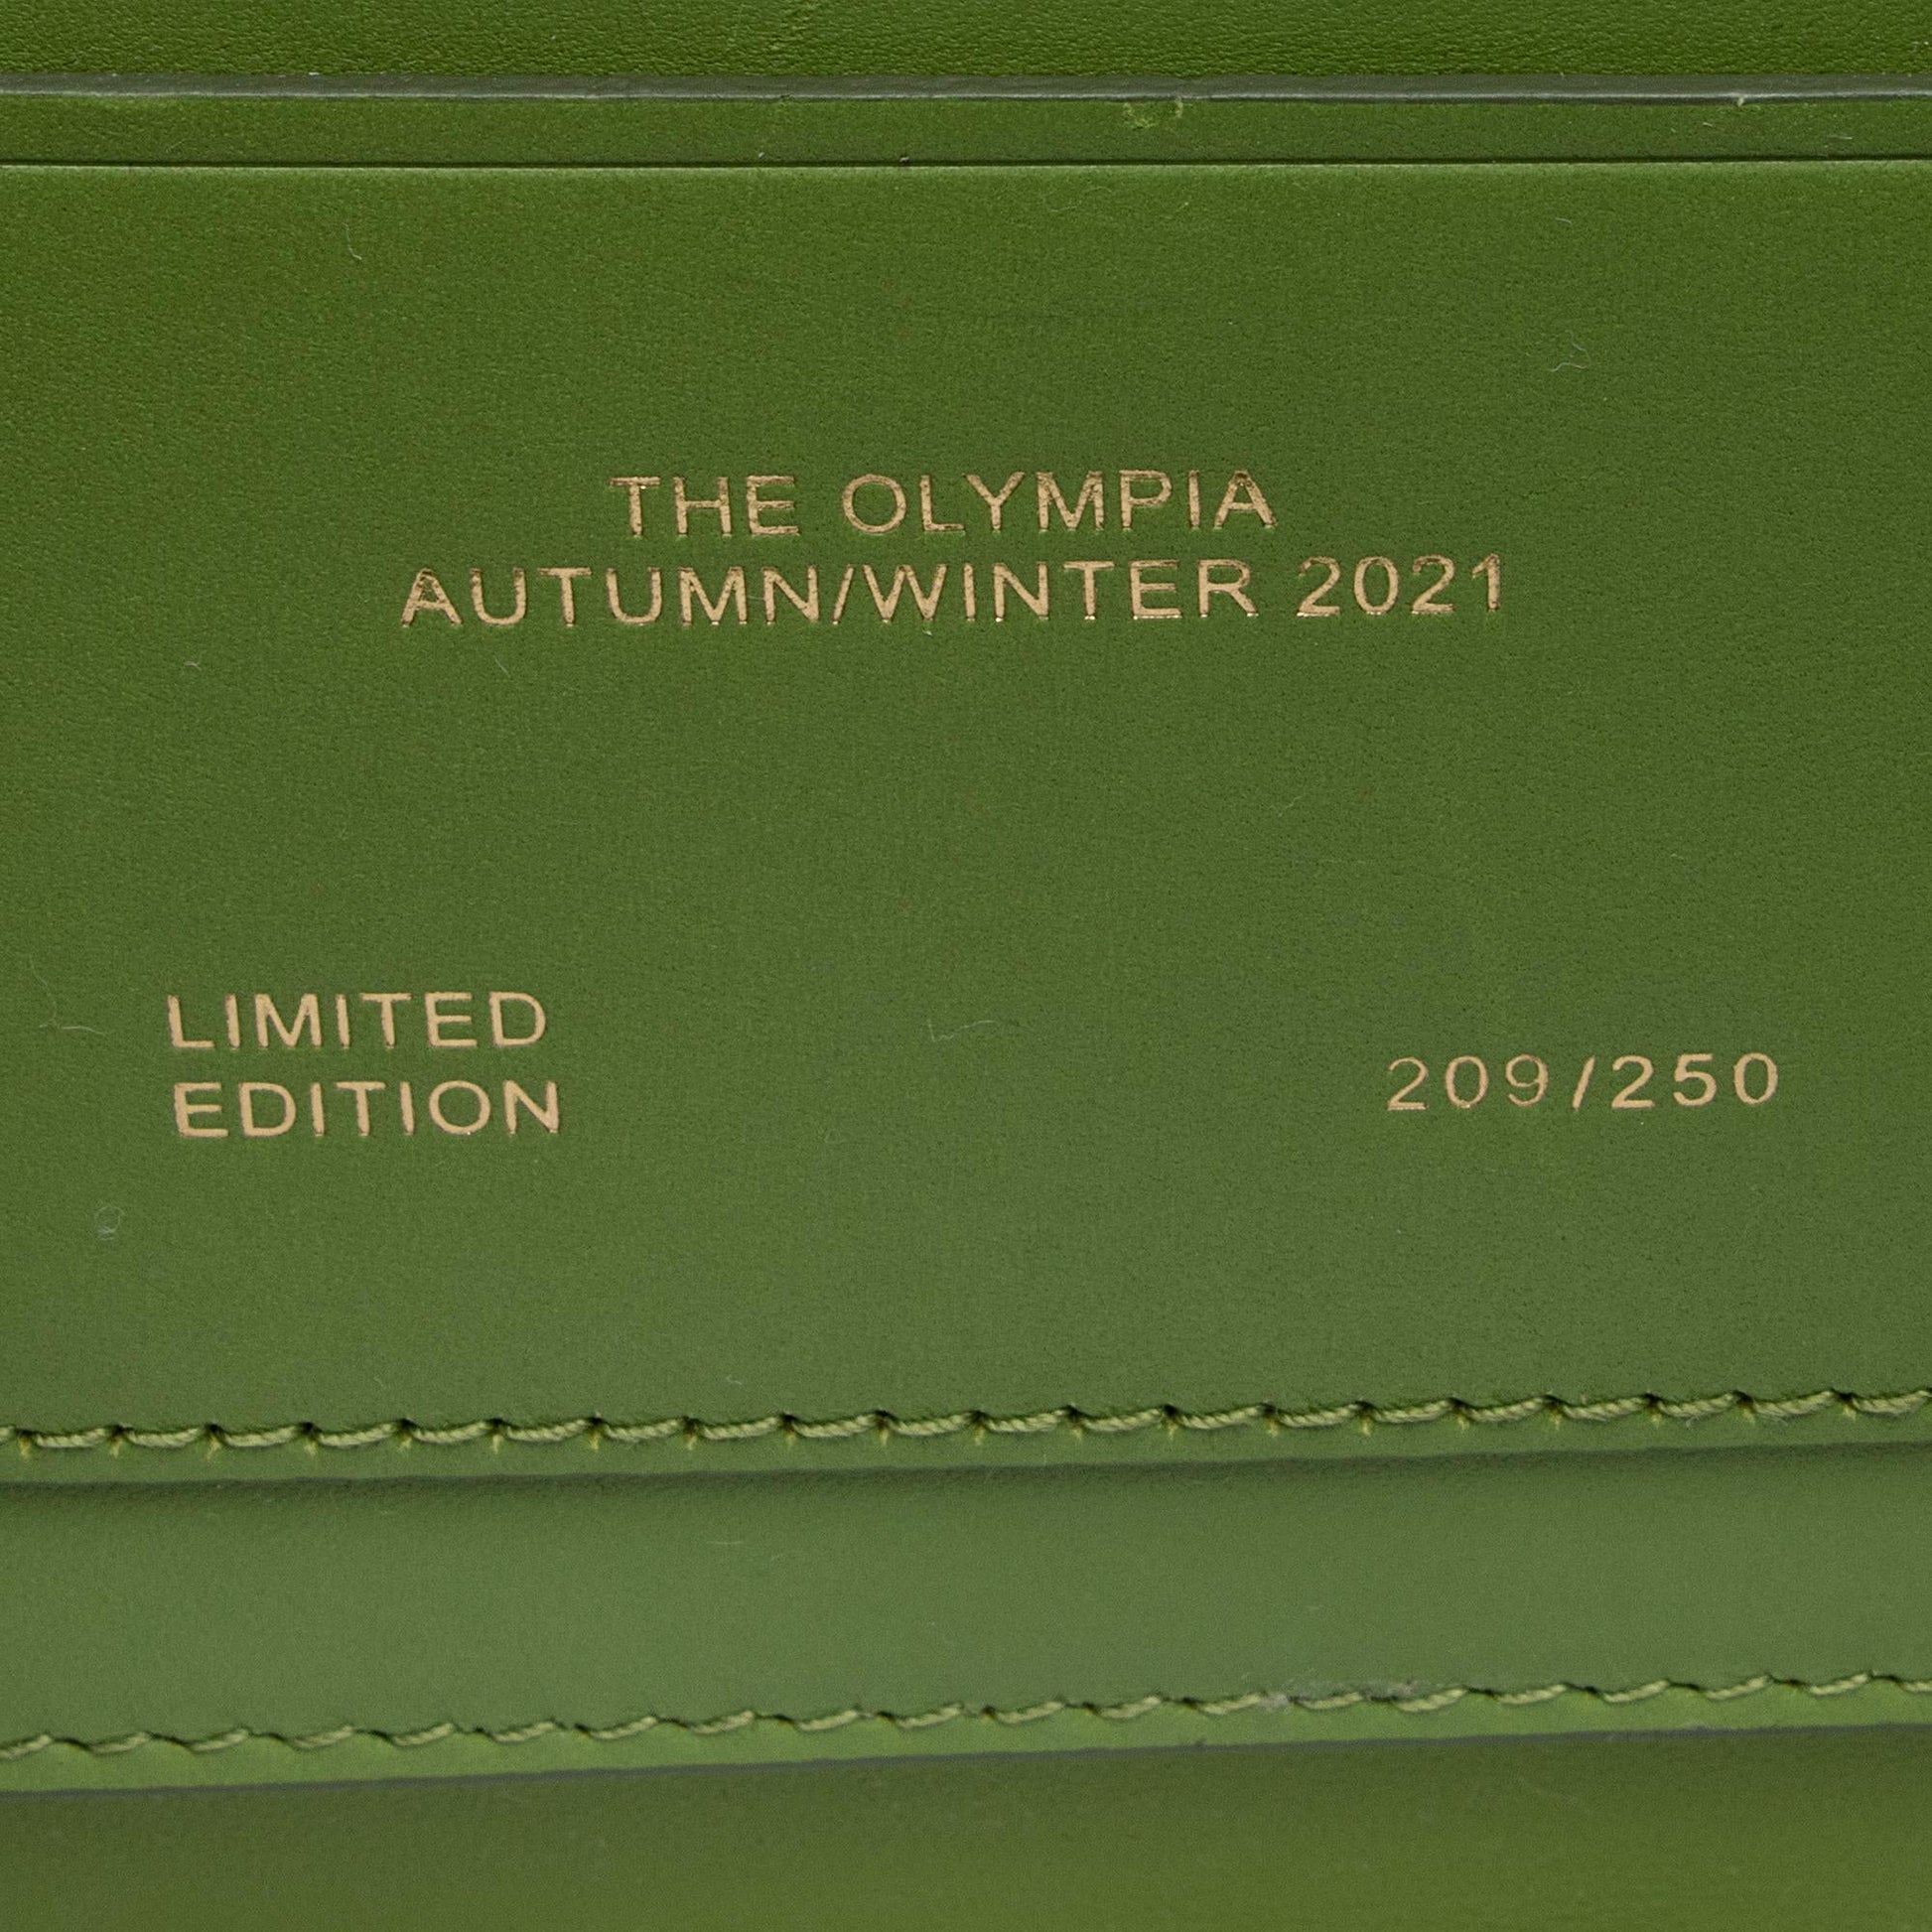 THE OLYMPIA
AUTUMN/WINTER 2021
LIMITED
EDITION
209/250